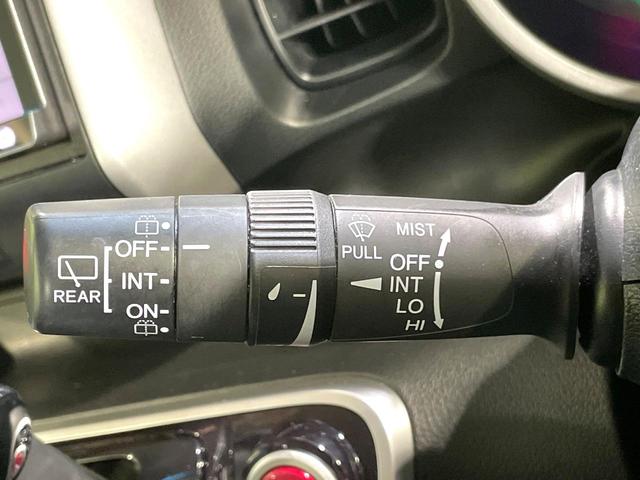 OFF
INT
ON
REAR
PULL
MIST
OFF
INT
LO
HI